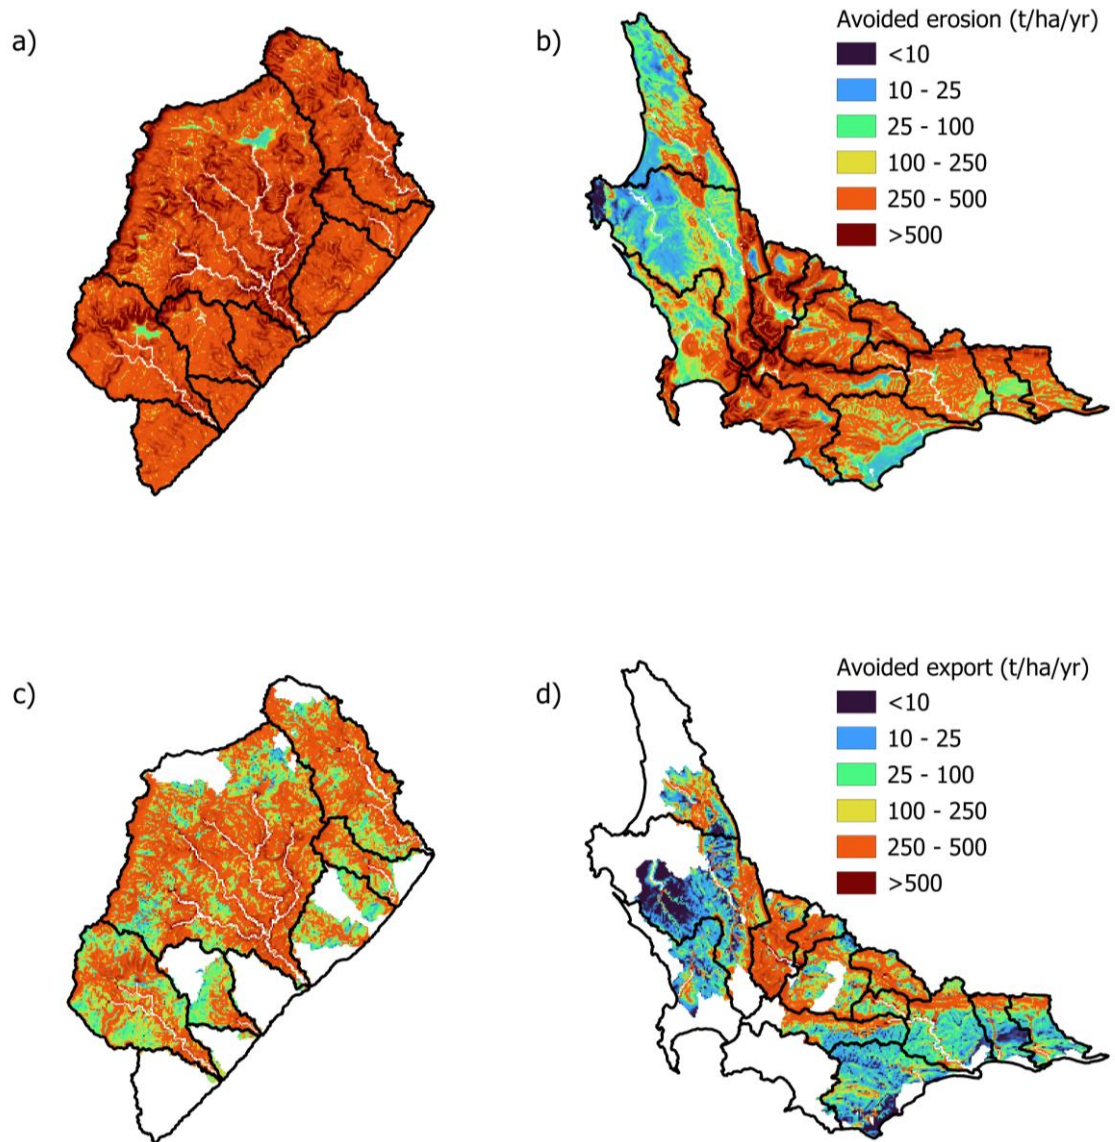 a)
b)
Avoided erosion (t/ha/yr)
<10
10 - 25
25 - 100
100 - 250
250 - 500
>500
c)
d)
Avoided export (t/ha/yr)
<10
10 - 25
25 - 100
100 - 250
250 - 500
>500